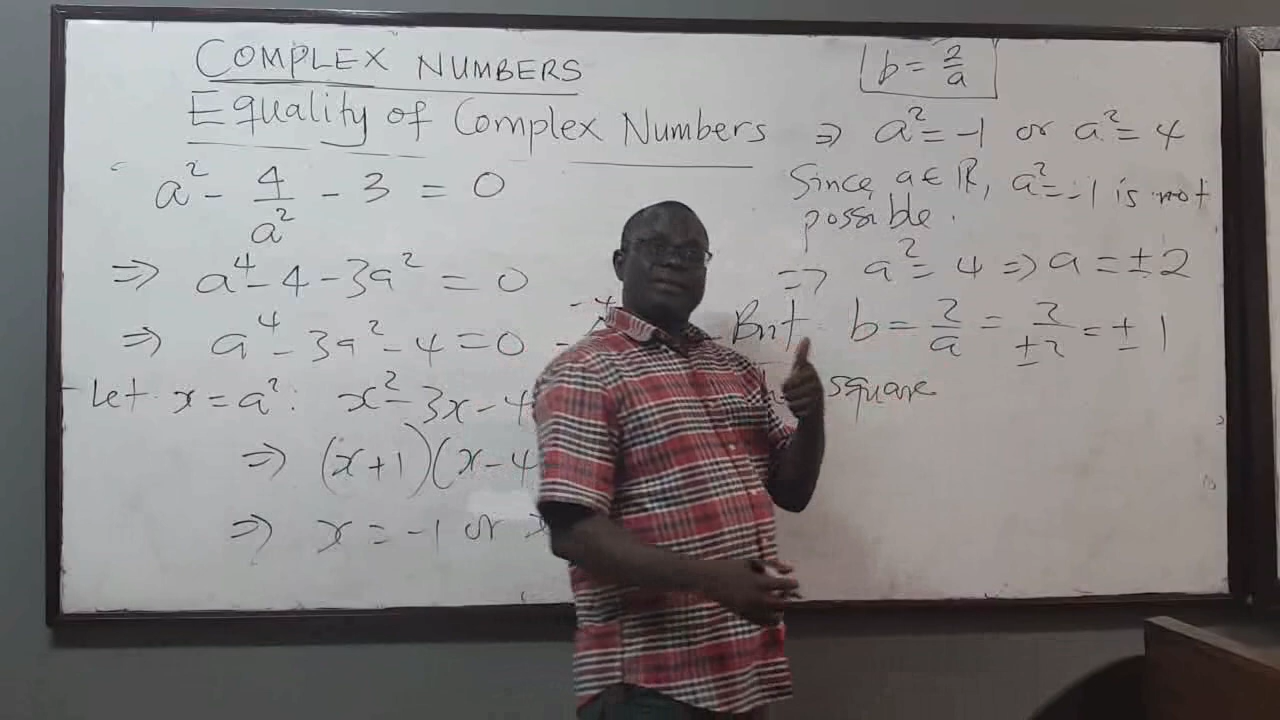 COMPLEX NUMBERS
Equality of Complex Numbers
a² - 4/a² - 3 = 0
⇒ a⁴ - 4 - 3a² = 0
⇒ a⁴ - 3a² - 4 = 0
Let x = a²: x² - 3x - 4
⇒ (x+1)(x-4
⇒ x = -1 or x
b = 2/a
⇒ a² = -1 or a² = 4
Since a ∈ ℝ, a² = -1 is not
possible.
⇒ a² = 4 ⇒ a = ±2
But b = 2/a = 2/±2 = ± 1
square